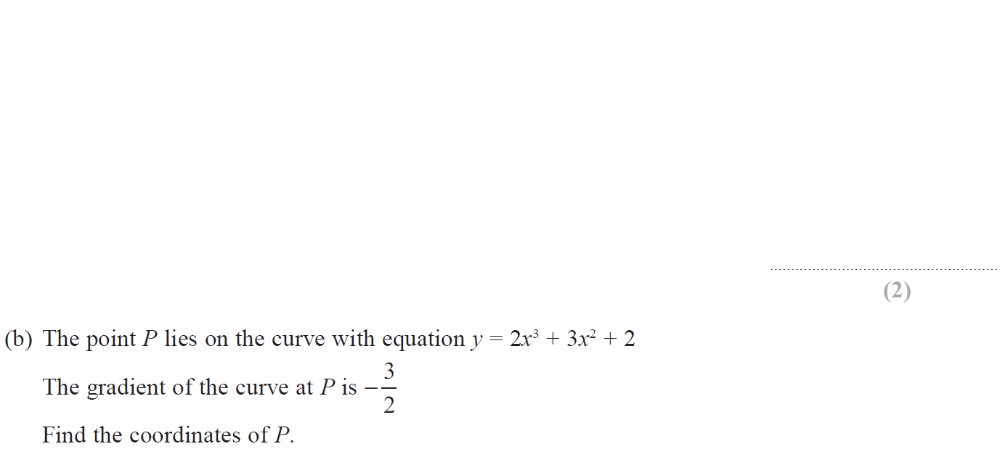 (2)
(b) The point P lies on the curve with equation y = 2x³ + 3x² + 2
The gradient of the curve at P is −3/2
Find the coordinates of P.